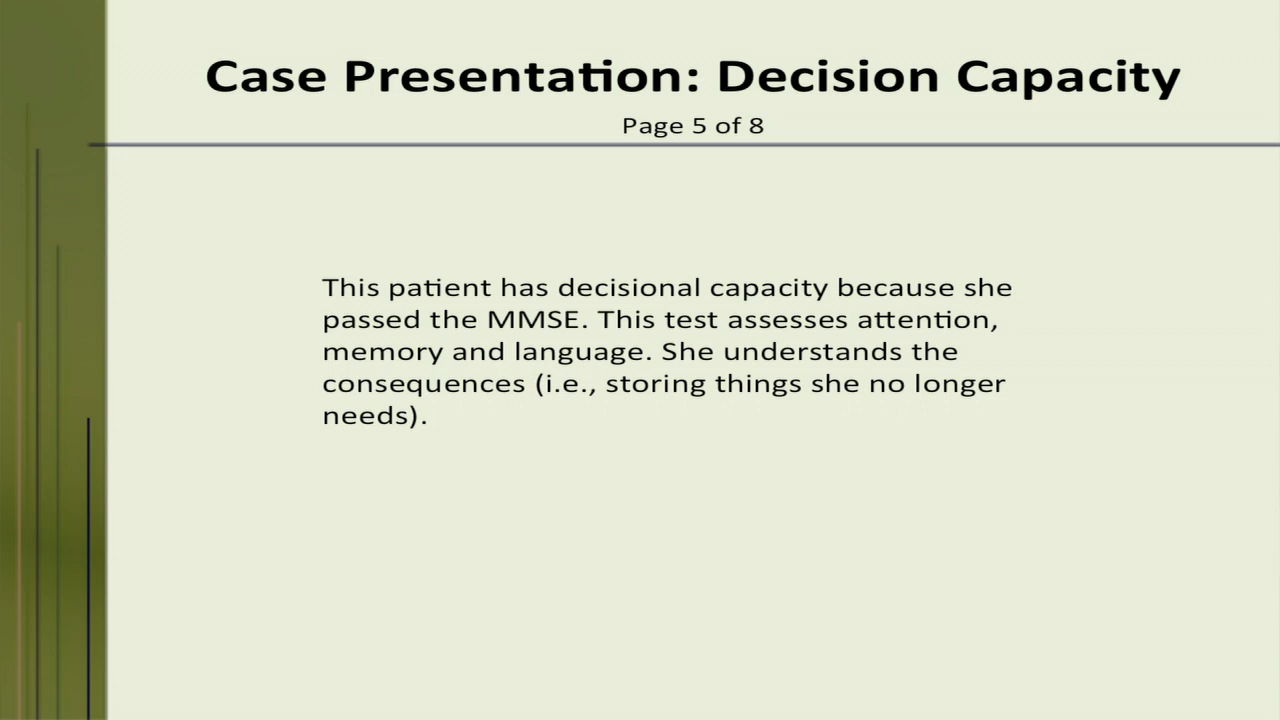 Case Presentation: Decision Capacity
Page 5 of 8
This patient has decisional capacity because she
passed the MMSE. This test assesses attention,
memory and language. She understands the
consequences (i.e., storing things she no longer
needs).